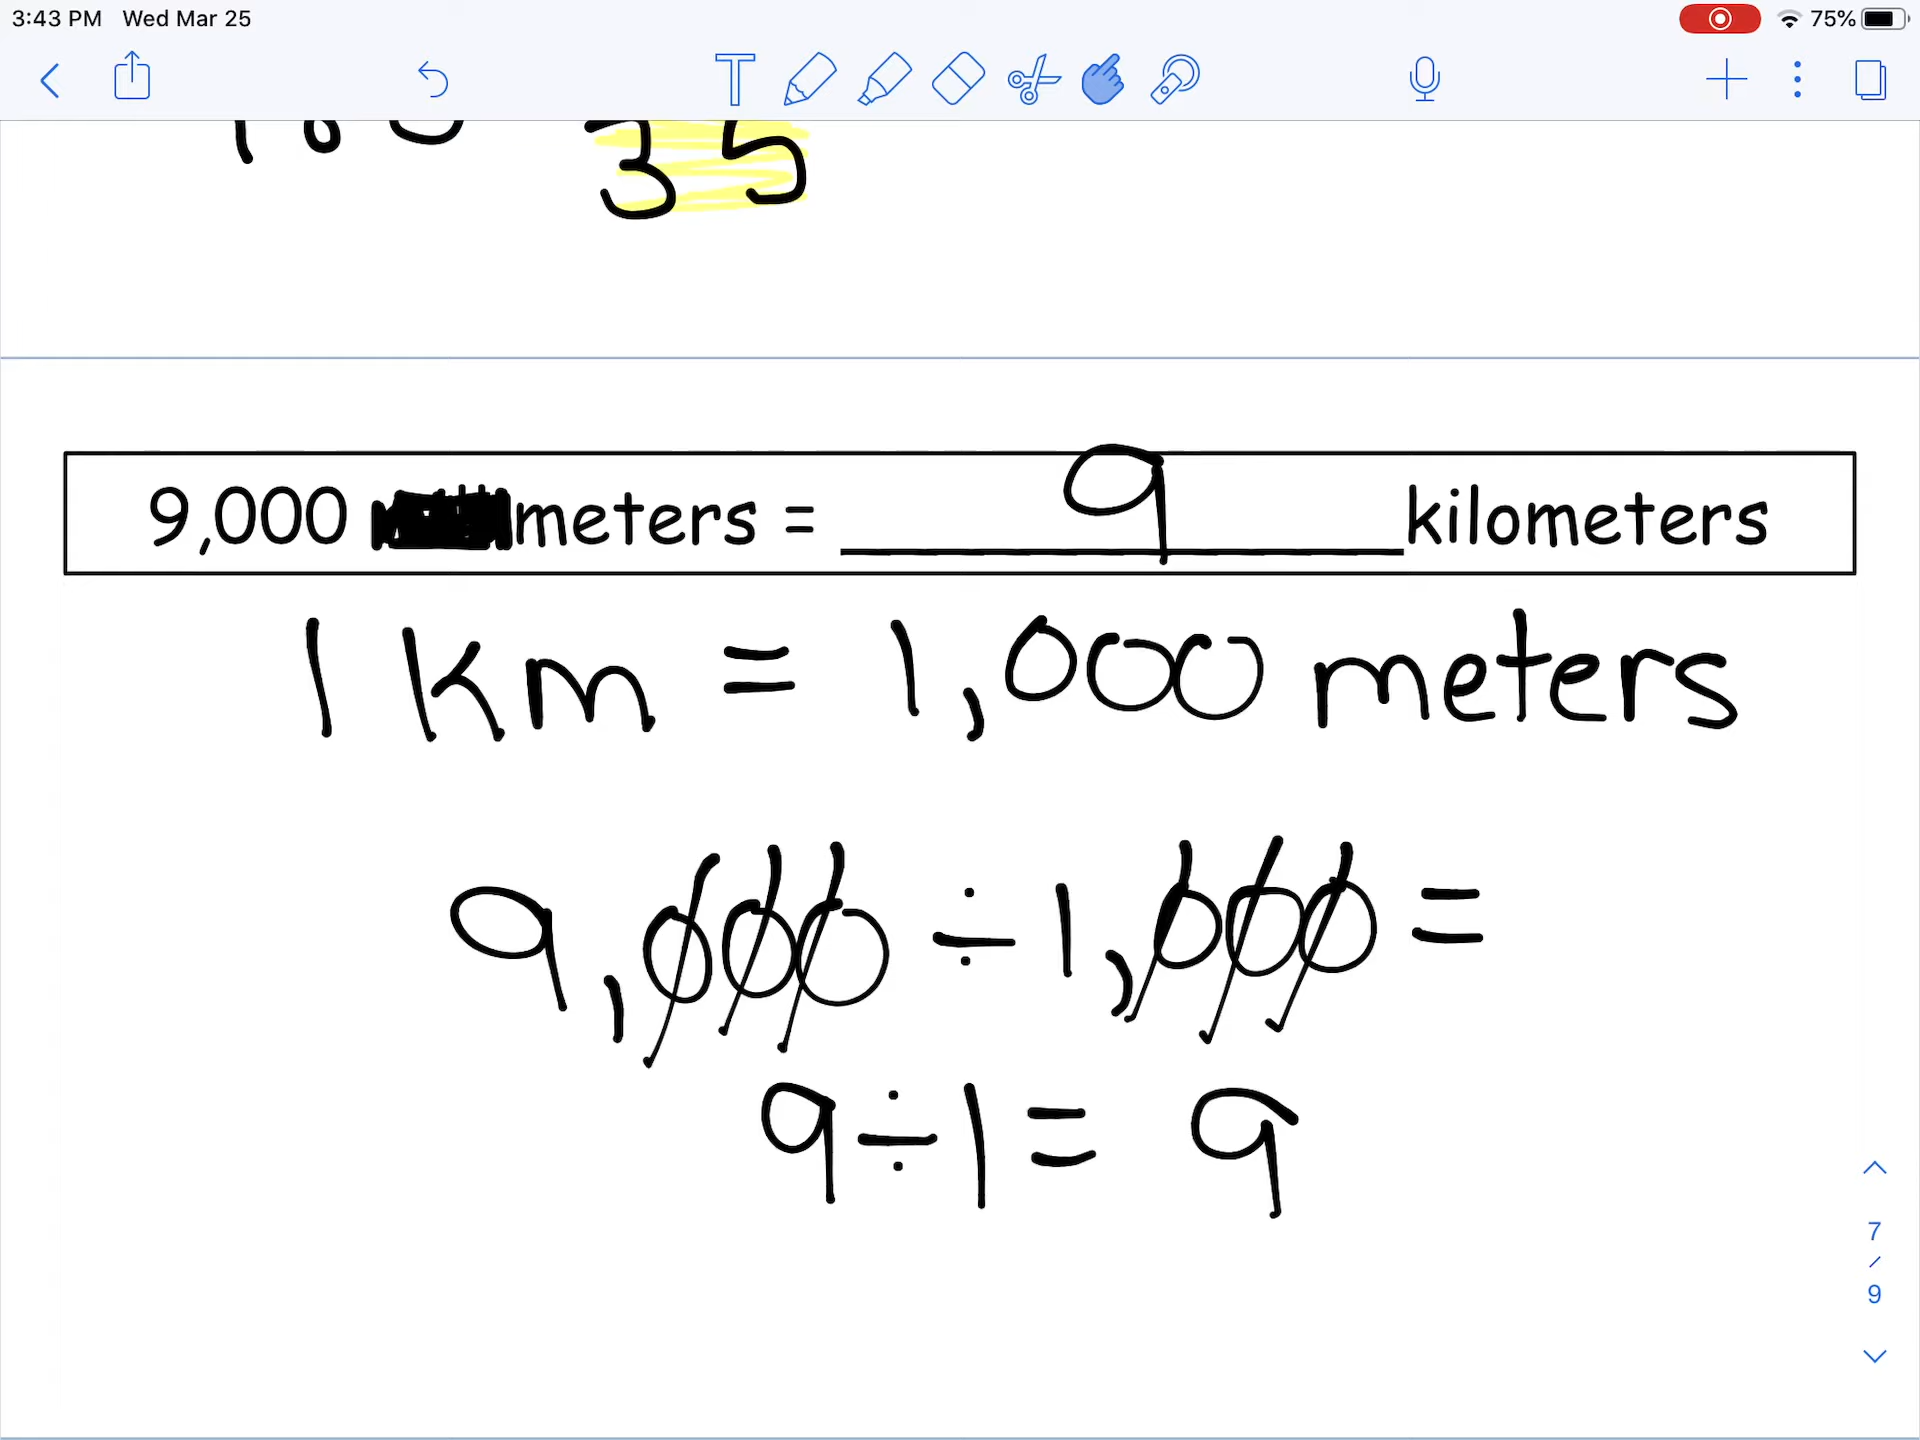 3:43 PM Wed Mar 25
75%
35
9,000 meters = 9 kilometers
1 km = 1,000 meters
9,000 ÷ 1,000 =
9 ÷ 1 = 9
7
/
9